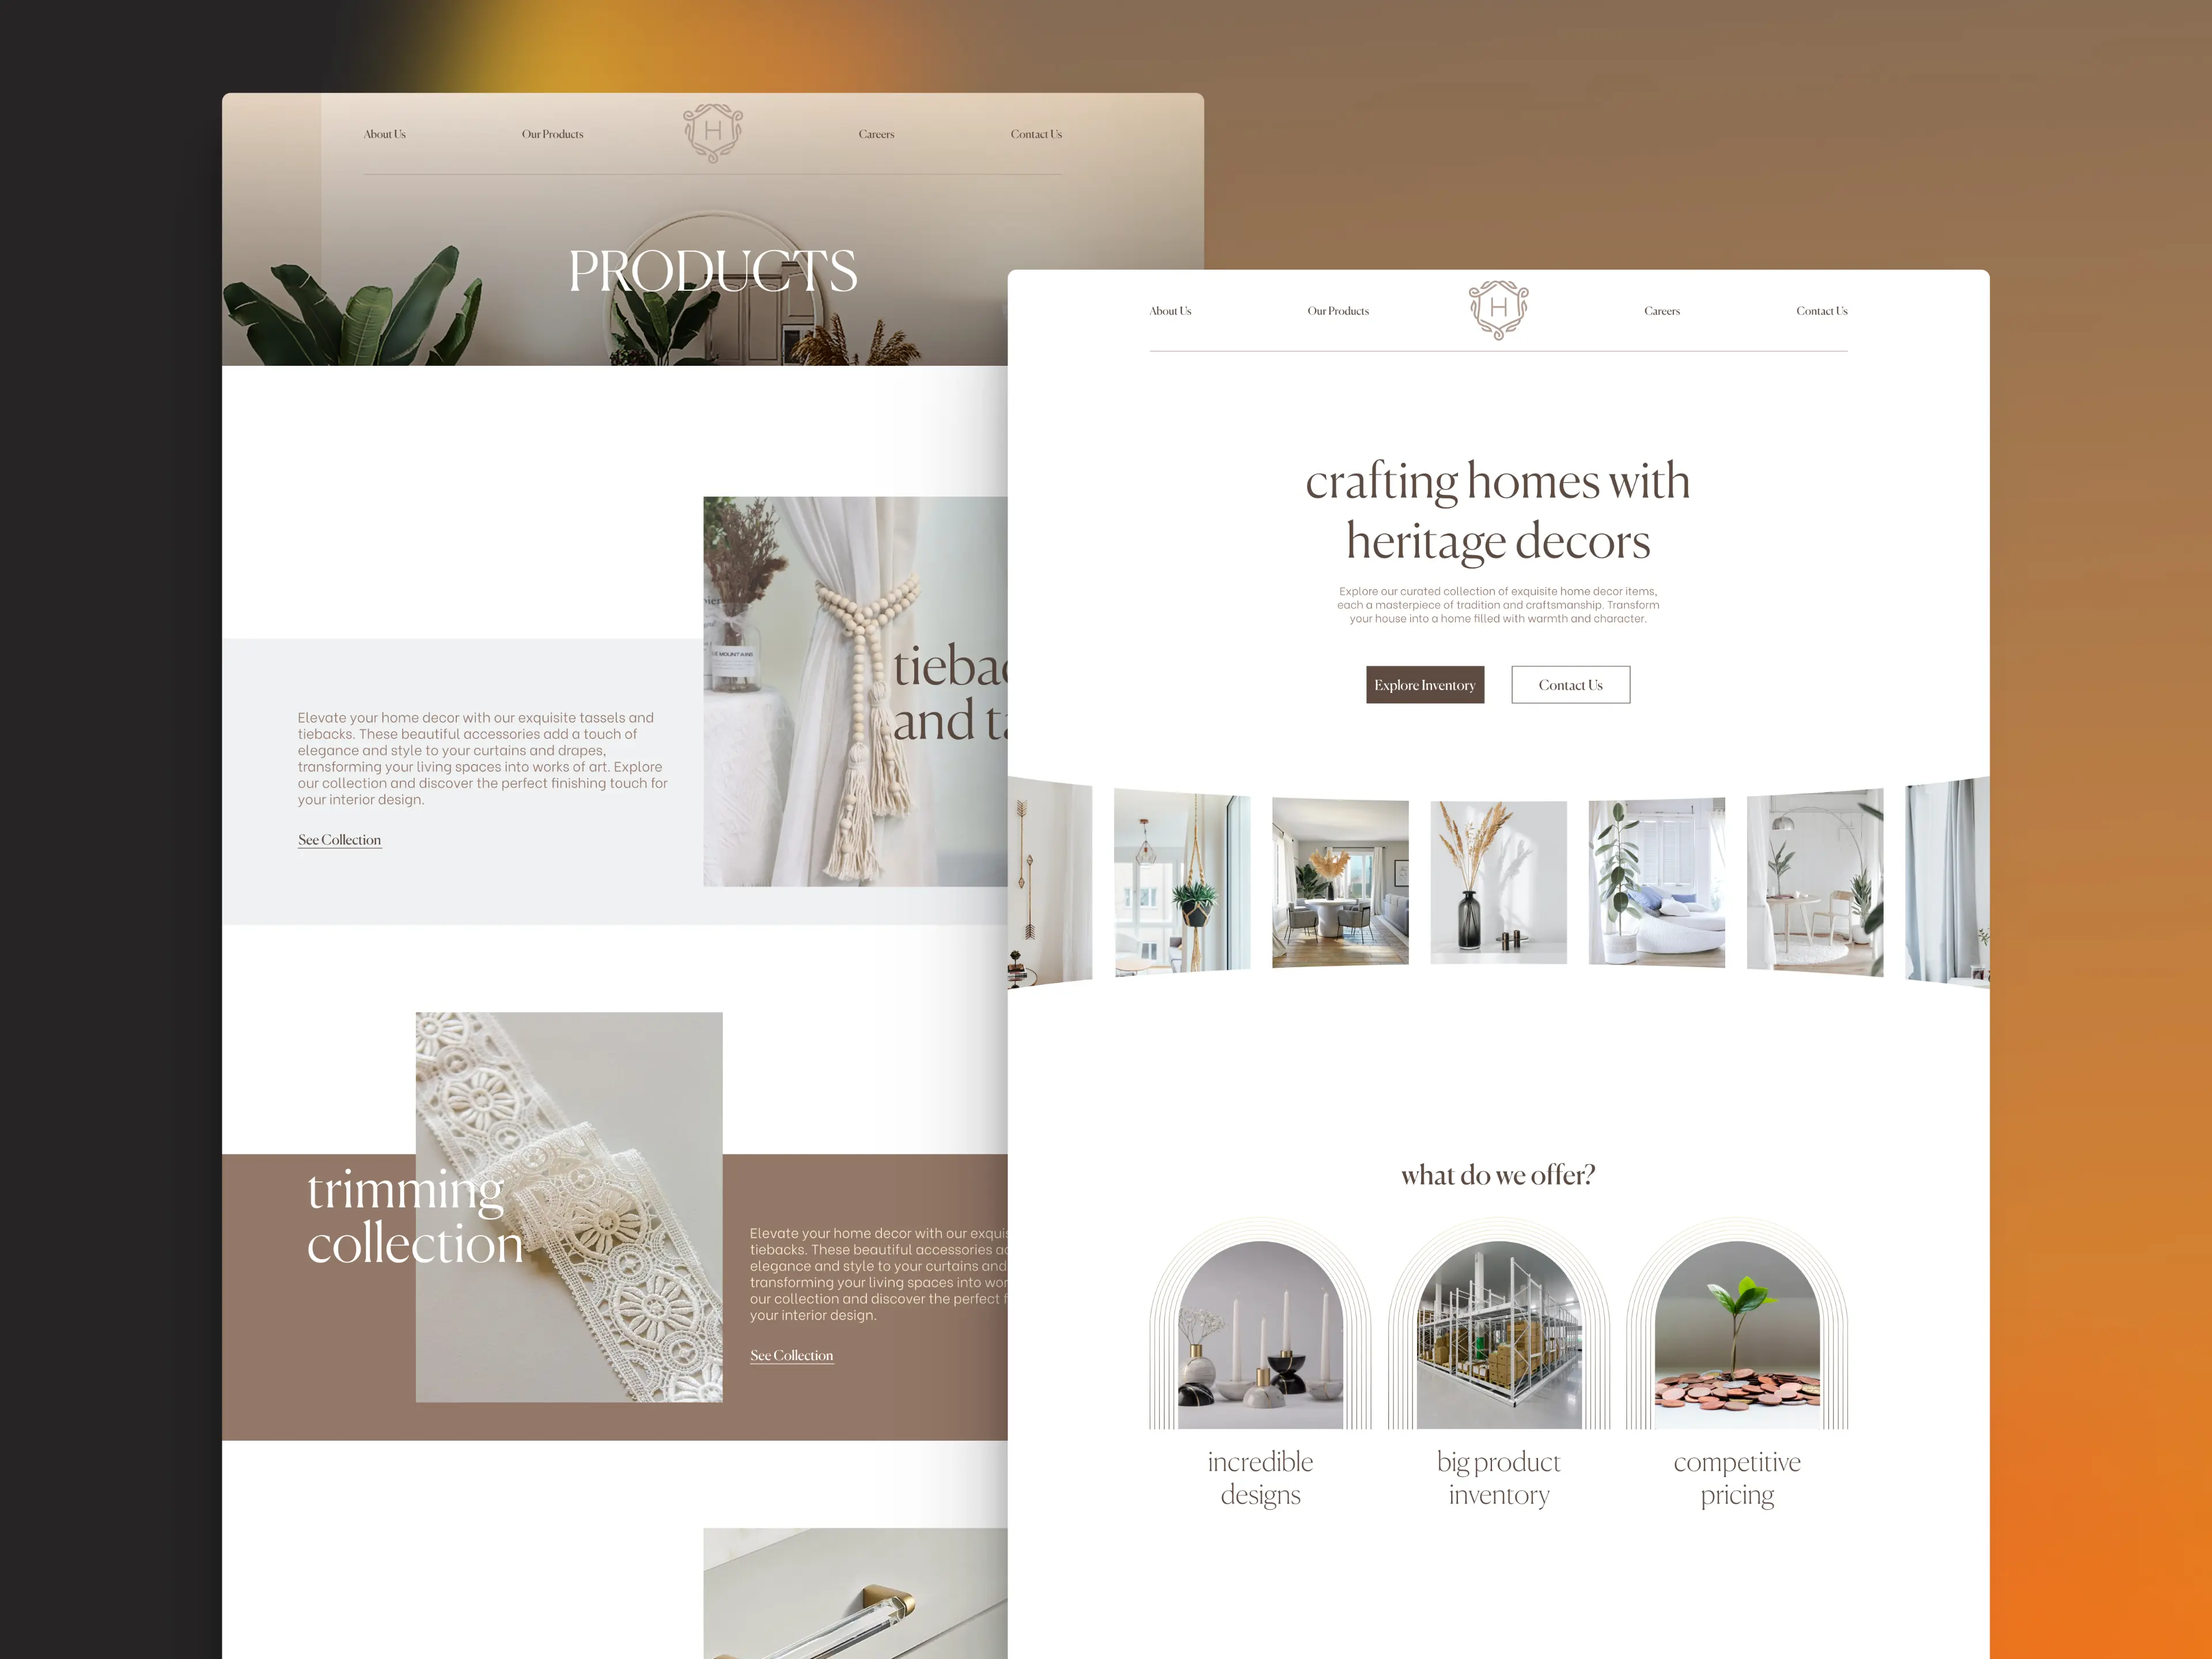 About Us
Our Products
H
Careers
Contact Us
PRODUCTS
tieba
and t
Elevate your home decor with our exquisite tassels and
tiebacks. These beautiful accessories add a touch of
elegance and style to your curtains and drapes,
transforming your living spaces into works of art. Explore
our collection and discover the perfect finishing touch for
your interior design.
See Collection
trimming
collection
Elevate your home decor with our exquis
tiebacks. These beautiful accessories ad
elegance and style to your curtains and
transforming your living spaces into wor
our collection and discover the perfect f
your interior design.
See Collection
About Us
Our Products
H
Careers
Contact Us
crafting homes with
heritage decors
Explore our curated collection of exquisite home decor items,
each a masterpiece of tradition and craftsmanship. Transform
your house into a home filled with warmth and character.
Explore Inventory
Contact Us
what do we offer?
incredible
designs
big product
inventory
competitive
pricing